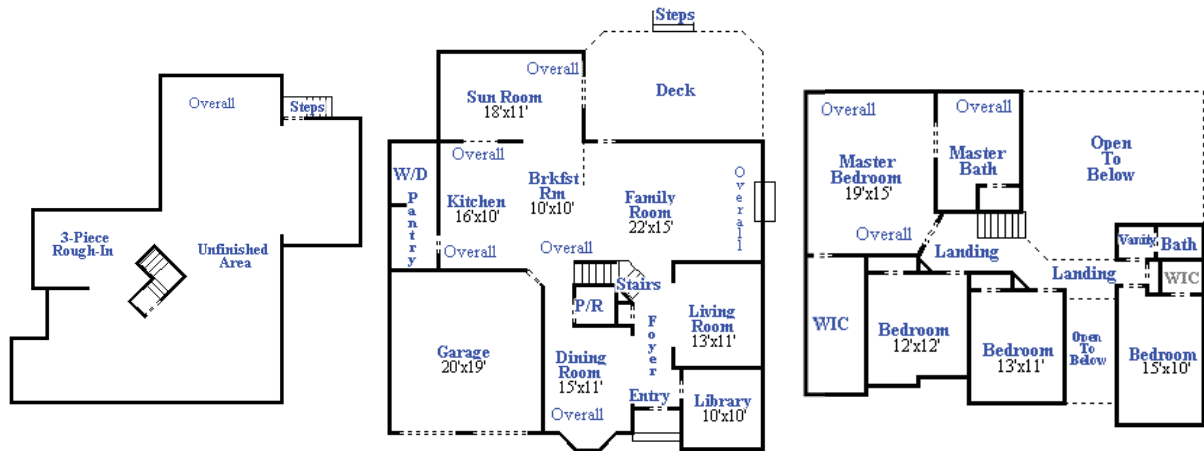 Overall
Steps
3-Piece
Rough-In
Unfinished
Area
Steps
Overall
Sun Room
18'x11'
Deck
W/D
Pantry
Overall
Kitchen
16'x10'
Overall
Brkfst
Rm
10'x10'
Family
Room
22'x15'
Overall
Overall
Stairs
P/R
Garage
20'x19'
Foyer
Living
Room
13'x11'
Dining
Room
15'x11'
Overall
Entry
Library
10'x10'
Overall
Overall
Master
Bedroom
19'x15'
Master
Bath
Open
To
Below
Overall
Landing
Vanity
Bath
Landing
WIC
WIC
Bedroom
12'x12'
Bedroom
13'x11'
Open
To
Below
Bedroom
15'x10'